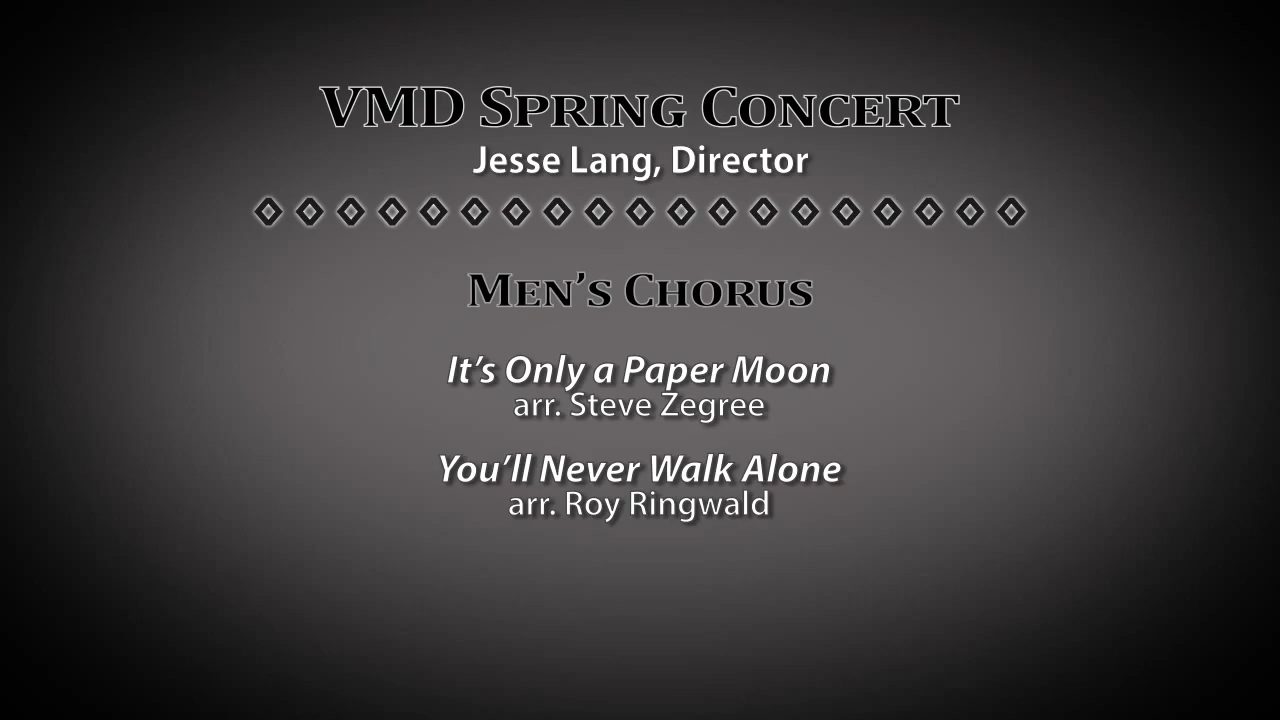 VMD Spring Concert
Jesse Lang, Director
Men’s Chorus
It’s Only a Paper Moon
arr. Steve Zegree
You’ll Never Walk Alone
arr. Roy Ringwald